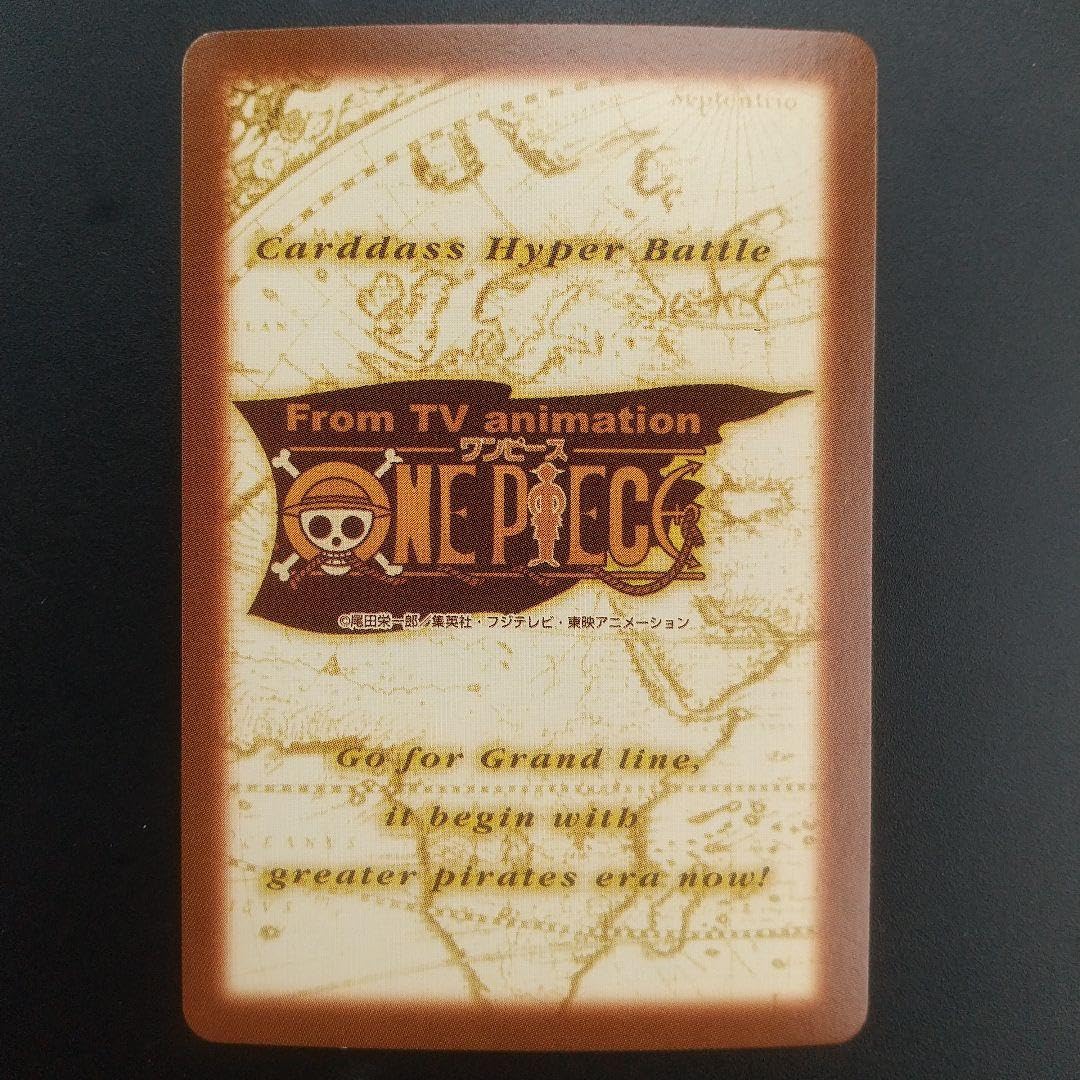 Septentrio
Carddass Hyper Battle
From TV animation
ワンピース
ONE PIECE
©尾田栄一郎／集英社・フジテレビ・東映アニメーション
Go for Grand line,
it begin with
greater pirates era now!